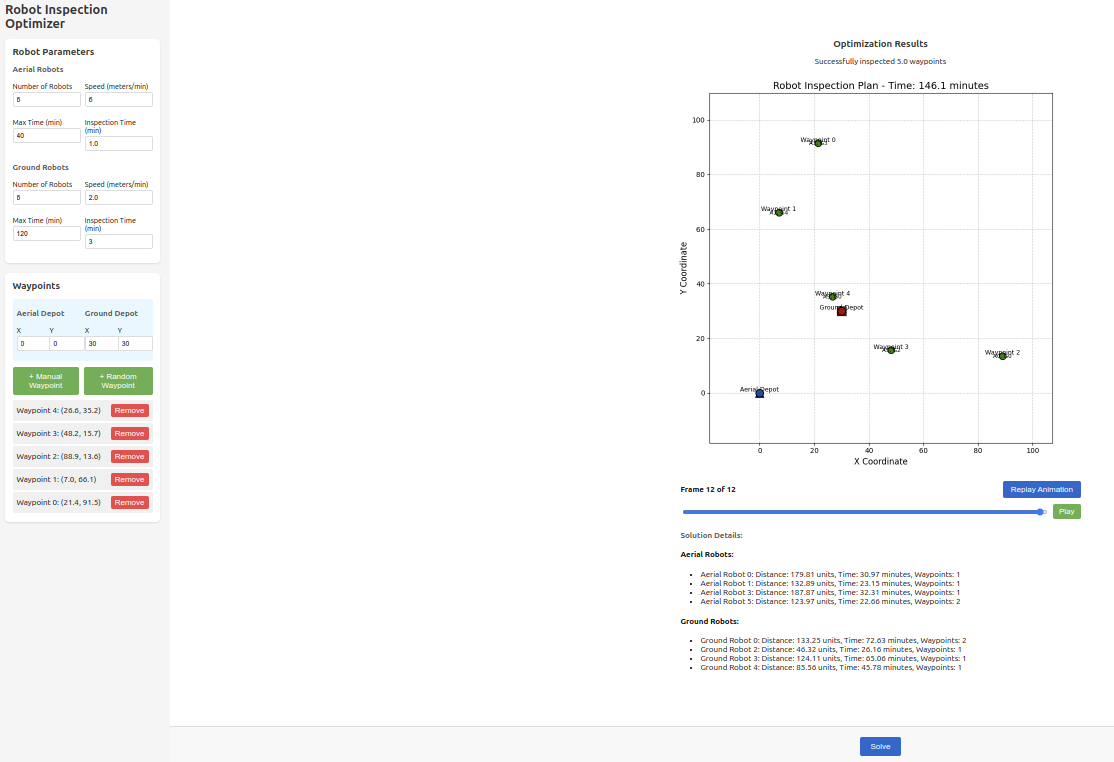 Robot Inspection
Optimizer
Robot Parameters
Aerial Robots
Number of Robots Speed (meters/min)
6 6
Max Time (min) Inspection Time
(min)
40 1.0
Ground Robots
Number of Robots Speed (meters/min)
6 2.0
Max Time (min) Inspection Time
(min)
120 3
Waypoints
Aerial Depot Ground Depot
X Y X Y
0 0 30 30
+ Manual
Waypoint
+ Random
Waypoint
Waypoint 4: (26.6, 35.2) Remove
Waypoint 3: (48.2, 15.7) Remove
Waypoint 2: (88.9, 13.6) Remove
Waypoint 1: (7.0, 66.1) Remove
Waypoint 0: (21.4, 91.5) Remove
Optimization Results
Successfully inspected 5.0 waypoints
Robot Inspection Plan - Time: 146.1 minutes
100
80
60
40
20
0
Y Coordinate
Waypoint 0
Waypoint 1
Waypoint 4
Ground Depot
Waypoint 3
Waypoint 2
Aerial Depot
0 20 40 60 80 100
X Coordinate
Frame 12 of 12
Replay Animation
Play
Solution Details:
Aerial Robots:
Aerial Robot 0: Distance: 179.81 units, Time: 30.97 minutes, Waypoints: 1
Aerial Robot 1: Distance: 132.89 units, Time: 23.15 minutes, Waypoints: 1
Aerial Robot 3: Distance: 187.87 units, Time: 32.31 minutes, Waypoints: 1
Aerial Robot 5: Distance: 123.97 units, Time: 22.66 minutes, Waypoints: 2
Ground Robots:
Ground Robot 0: Distance: 133.25 units, Time: 72.63 minutes, Waypoints: 2
Ground Robot 2: Distance: 46.32 units, Time: 26.16 minutes, Waypoints: 1
Ground Robot 3: Distance: 124.11 units, Time: 65.06 minutes, Waypoints: 1
Ground Robot 4: Distance: 85.56 units, Time: 45.78 minutes, Waypoints: 1
Solve